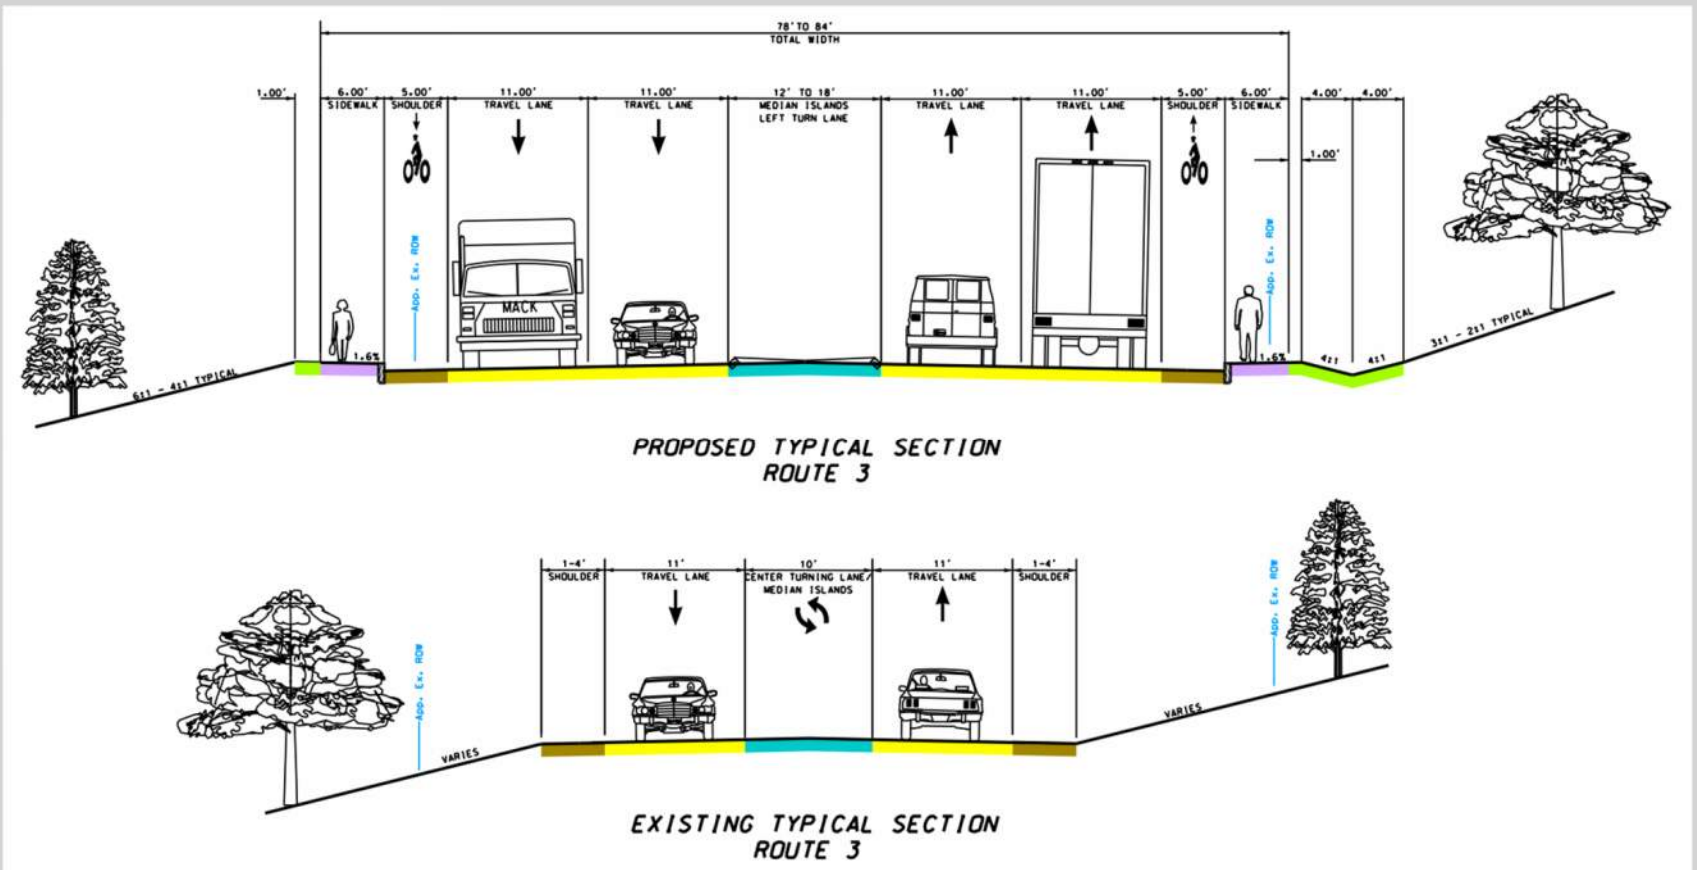 78' TO 84'
TOTAL WIDTH
1.00' 6.00' 5.00' 11.00' 11.00' 12' TO 18' 11.00' 11.00' 5.00' 6.00' 4.00' 4.00'
SIDEWALK SHOULDER TRAVEL LANE TRAVEL LANE MEDIAN ISLANDS TRAVEL LANE TRAVEL LANE SHOULDER SIDEWALK
LEFT TURN LANE
1.00'
App. Ex. ROW
App. Ex. ROW
MACK
1.6%
1.6%
4:1 4:1
6:1 - 4:1 TYPICAL
3:1 - 2:1 TYPICAL
PROPOSED TYPICAL SECTION
ROUTE 3
1-4' 11' 10' 11' 1-4'
SHOULDER TRAVEL LANE CENTER TURNING LANE/ TRAVEL LANE SHOULDER
MEDIAN ISLANDS
App. Ex. ROW
App. Ex. ROW
VARIES
VARIES
EXISTING TYPICAL SECTION
ROUTE 3